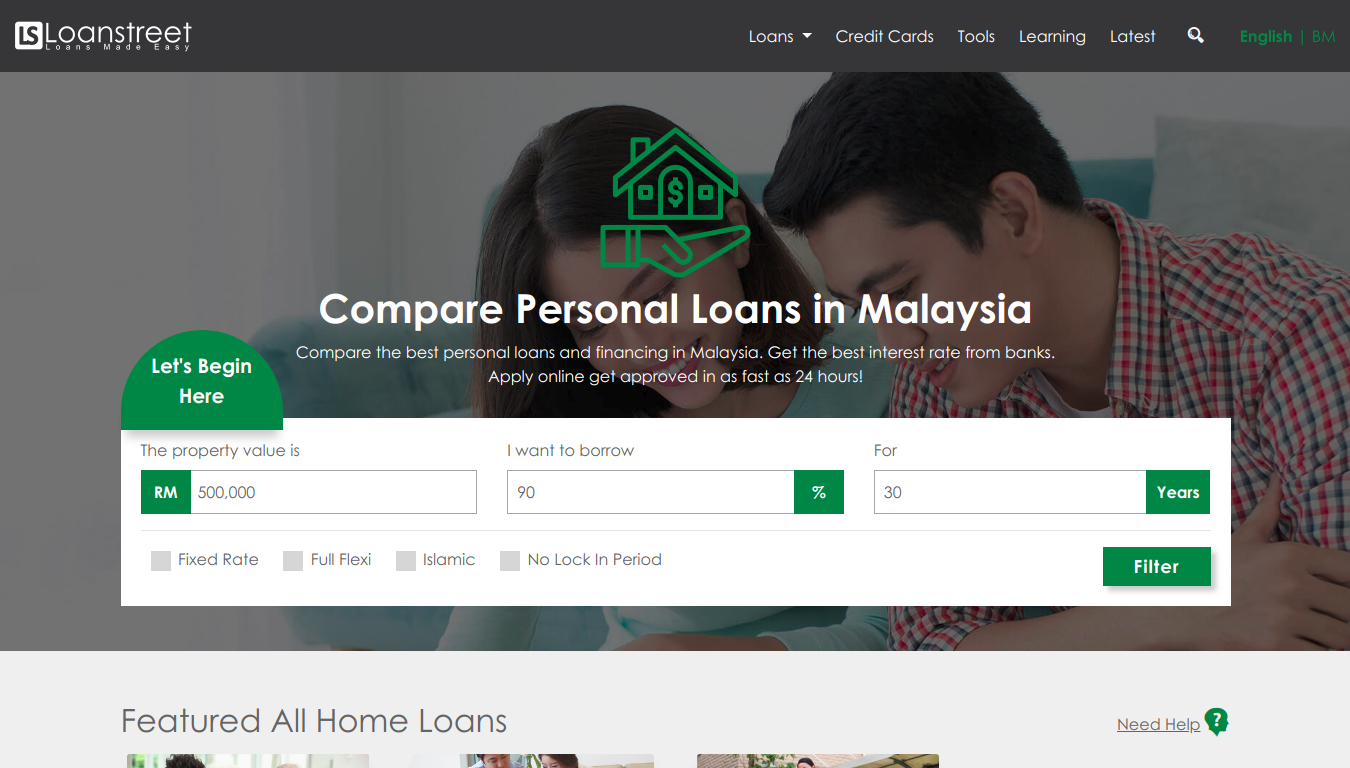 LS Loanstreet
Loans Made Easy
Loans
Credit Cards
Tools
Learning
Latest
English | BM
$
Compare Personal Loans in Malaysia
Compare the best personal loans and financing in Malaysia. Get the best interest rate from banks.
Apply online get approved in as fast as 24 hours!
Let's Begin
Here
The property value is
I want to borrow
For
RM 500,000
90 %
30 Years
Fixed Rate
Full Flexi
Islamic
No Lock In Period
Filter
Featured All Home Loans
Need Help ?